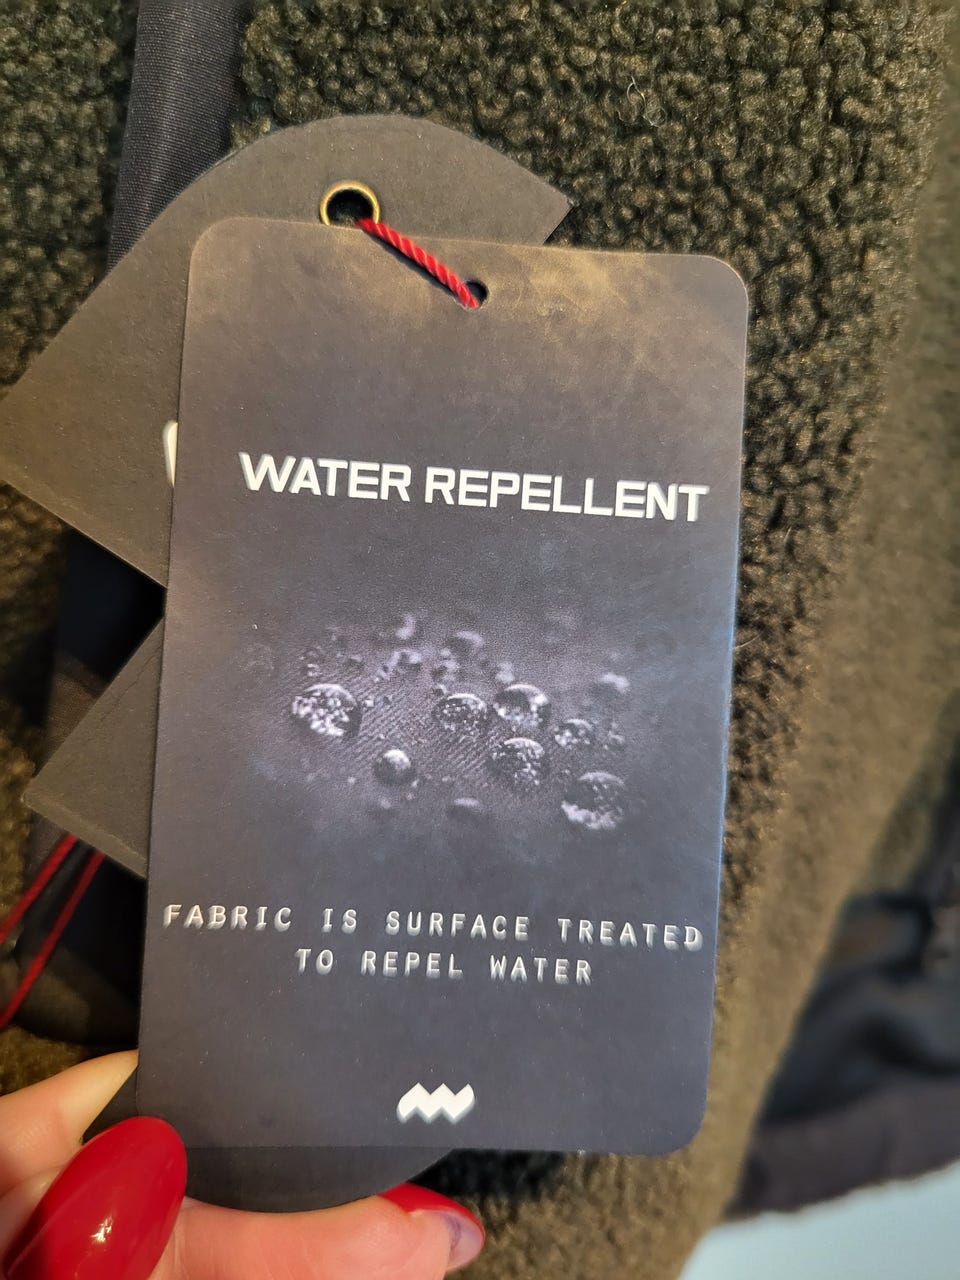 WATER REPELLENT
FABRIC IS SURFACE TREATED
TO REPEL WATER